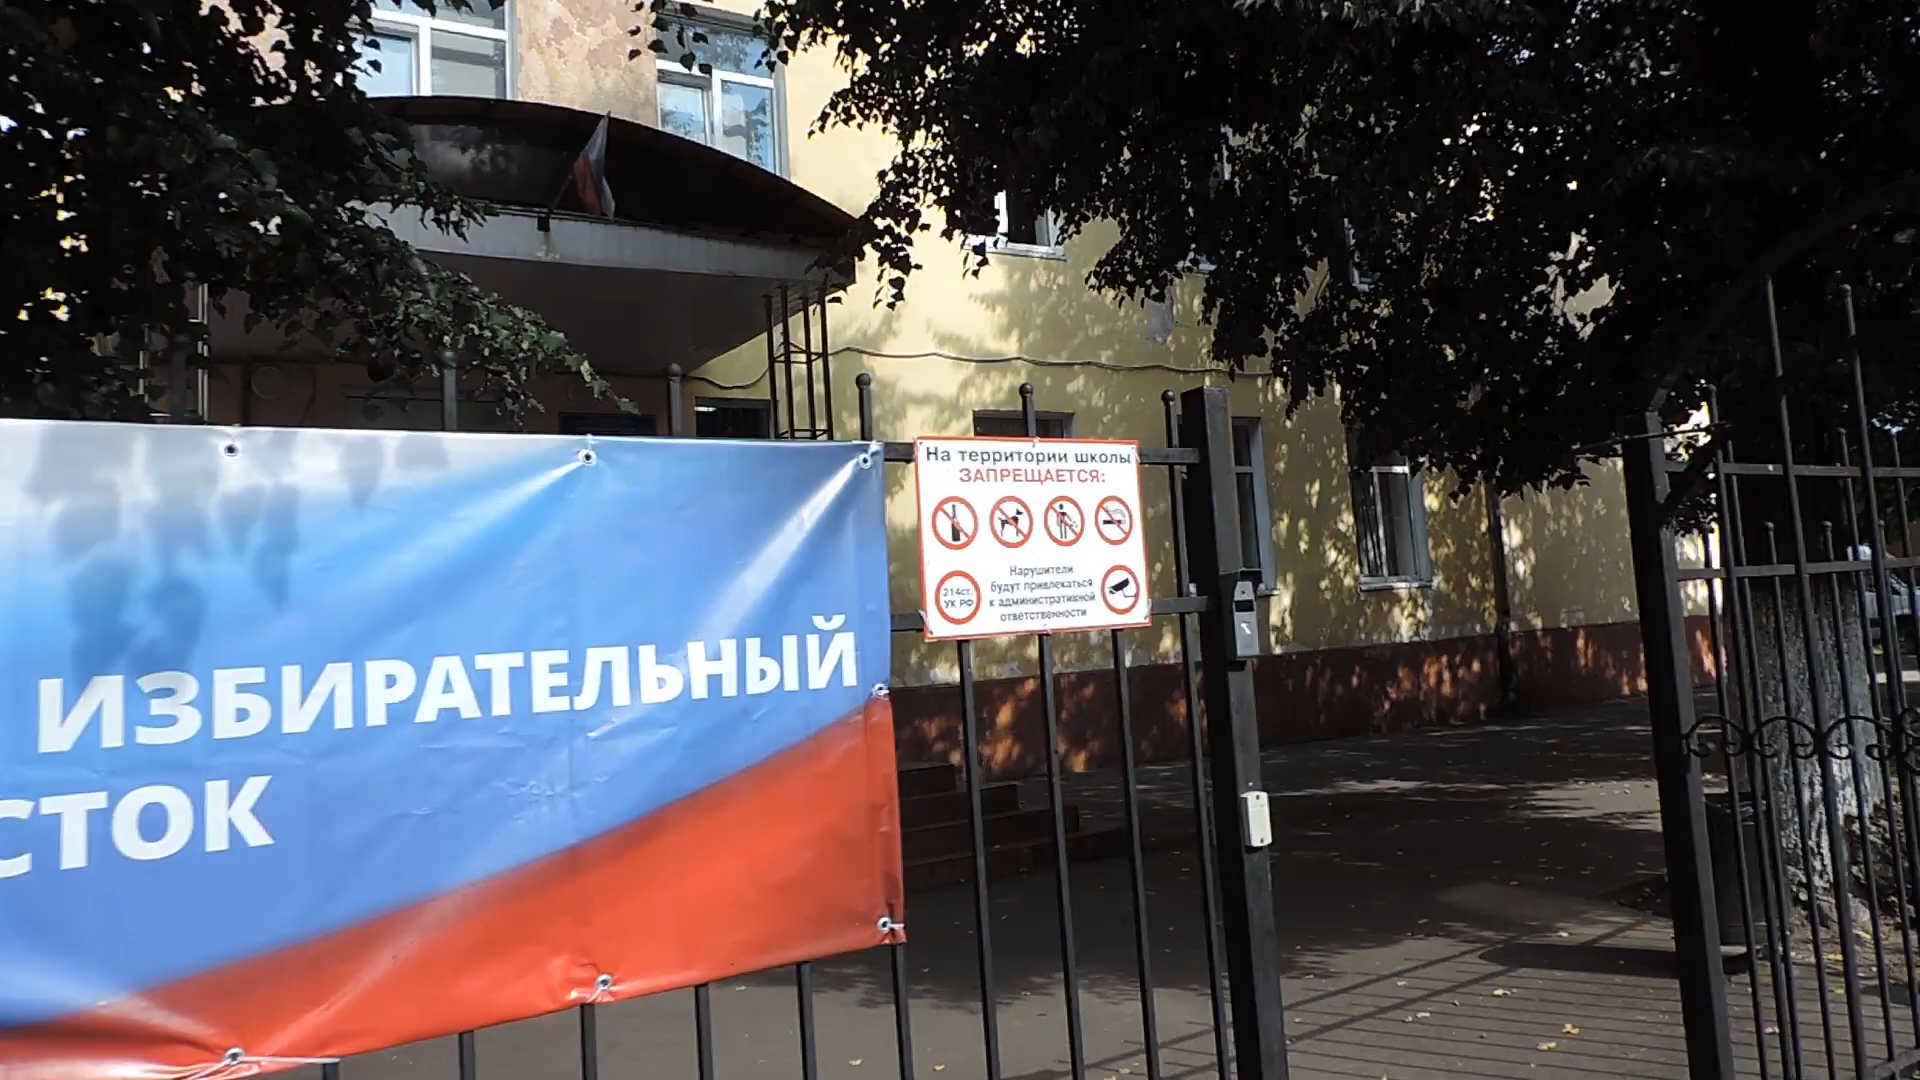 ИЗБИРАТЕЛЬНЫЙ
СТОК
На территории школы
ЗАПРЕЩАЕТСЯ:
214ст.
УК РФ
Нарушители
будут привлекаться
к административной
ответственности